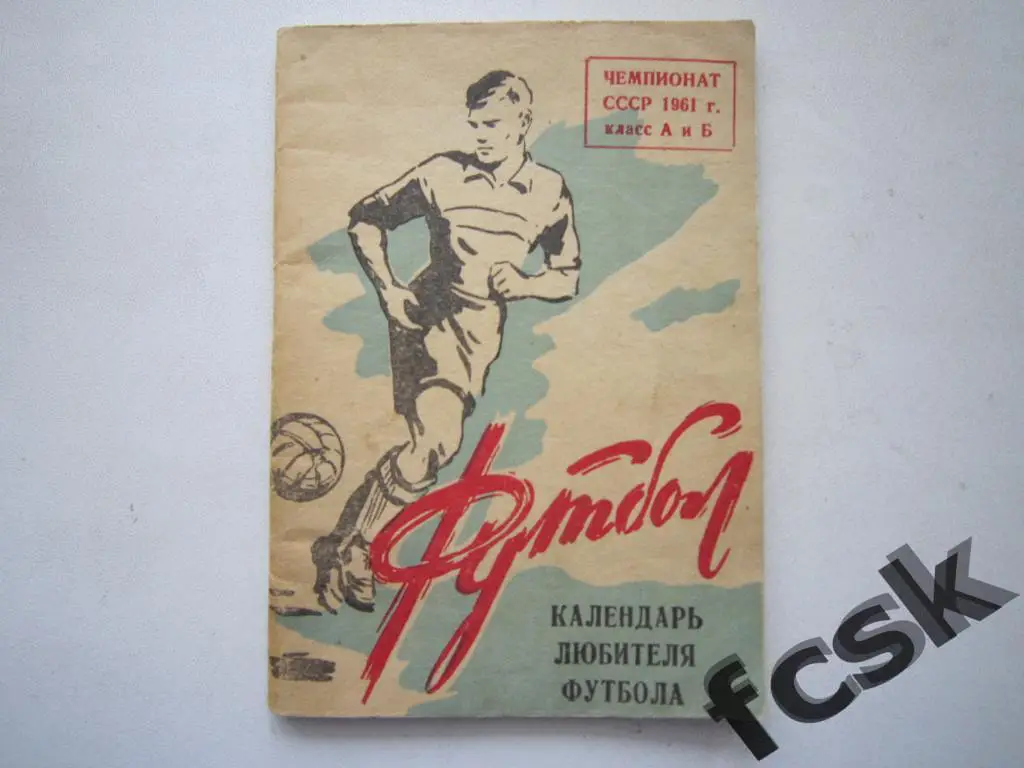 ЧЕМПИОНАТ
СССР 1961 г.
класс А и Б
Футбол
КАЛЕНДАРЬ
ЛЮБИТЕЛЯ
ФУТБОЛА
fcsk